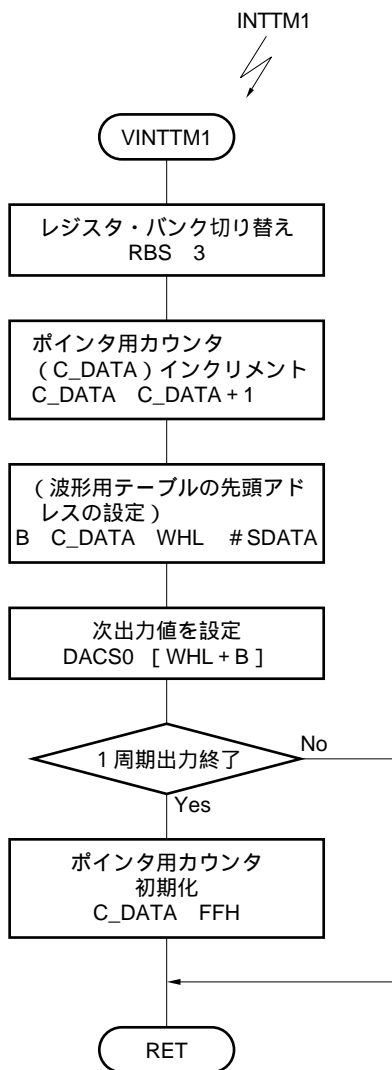 INTTM1
VINTTM1
レジスタ・バンク切り替え
RBS 3
ポインタ用カウンタ
（C_DATA）インクリメント
C_DATA C_DATA+1
（波形用テーブルの先頭アド
レスの設定）
B C_DATA WHL #SDATA
次出力値を設定
DACS0 [WHL+B]
1周期出力終了
No
Yes
ポインタ用カウンタ
初期化
C_DATA FFH
RET